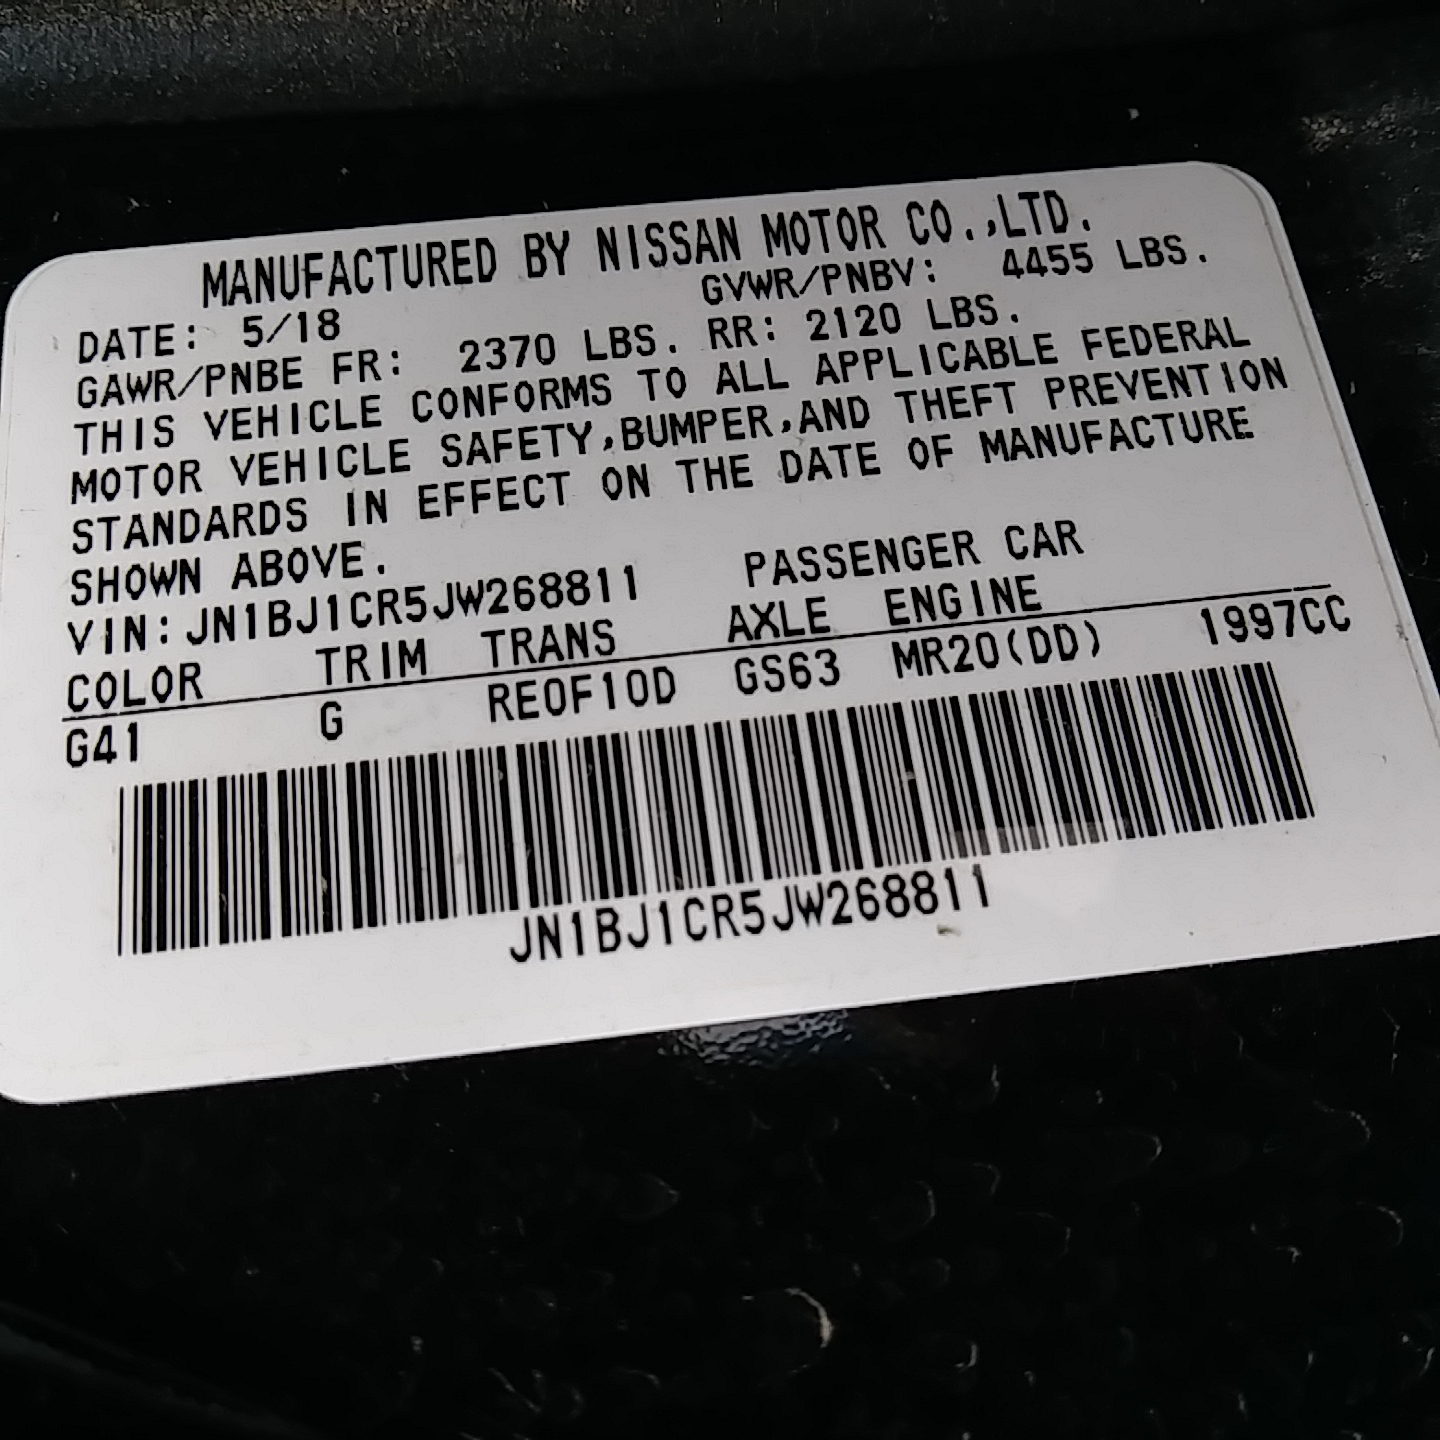 MANUFACTURED BY NISSAN MOTOR CO.,LTD.
DATE: 5/18 GVWR/PNBV: 4455 LBS.
GAWR/PNBE FR: 2370 LBS. RR: 2120 LBS.
THIS VEHICLE CONFORMS TO ALL APPLICABLE FEDERAL
MOTOR VEHICLE SAFETY,BUMPER,AND THEFT PREVENTION
STANDARDS IN EFFECT ON THE DATE OF MANUFACTURE
SHOWN ABOVE.
VIN:JN1BJ1CR5JW268811 PASSENGER CAR
COLOR TRIM TRANS AXLE ENGINE
G41 G RE0F10D GS63 MR20(DD) 1997CC
JN1BJ1CR5JW268811